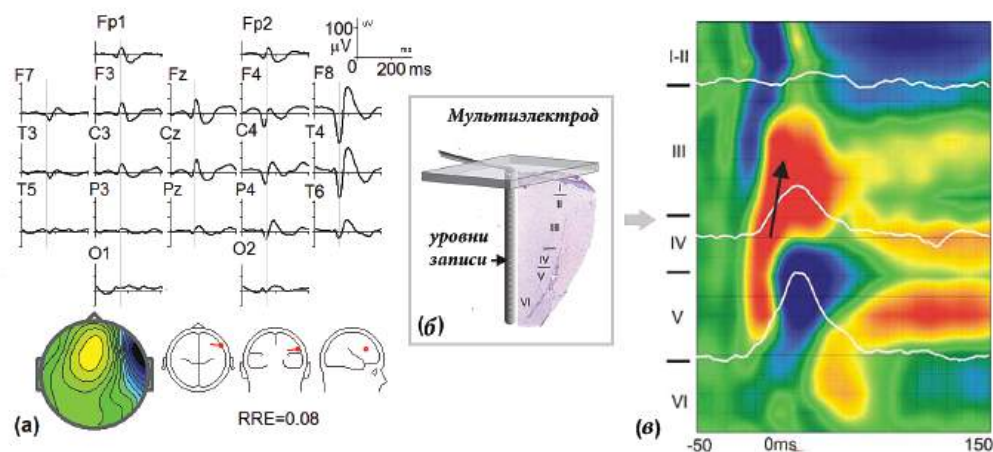 Fp1 Fp2
100 uV
μV
0 ms
200 ms
F7 F3 Fz F4 F8
T3 C3 Cz C4 T4
T5 P3 Pz P4 T6
O1 O2
(а)
RRE=0.08
Мультиэлектрод
I
II
III
IV
V
VI
уровни
записи
(б)
I-II
III
IV
V
VI
(в)
-50 0ms 150